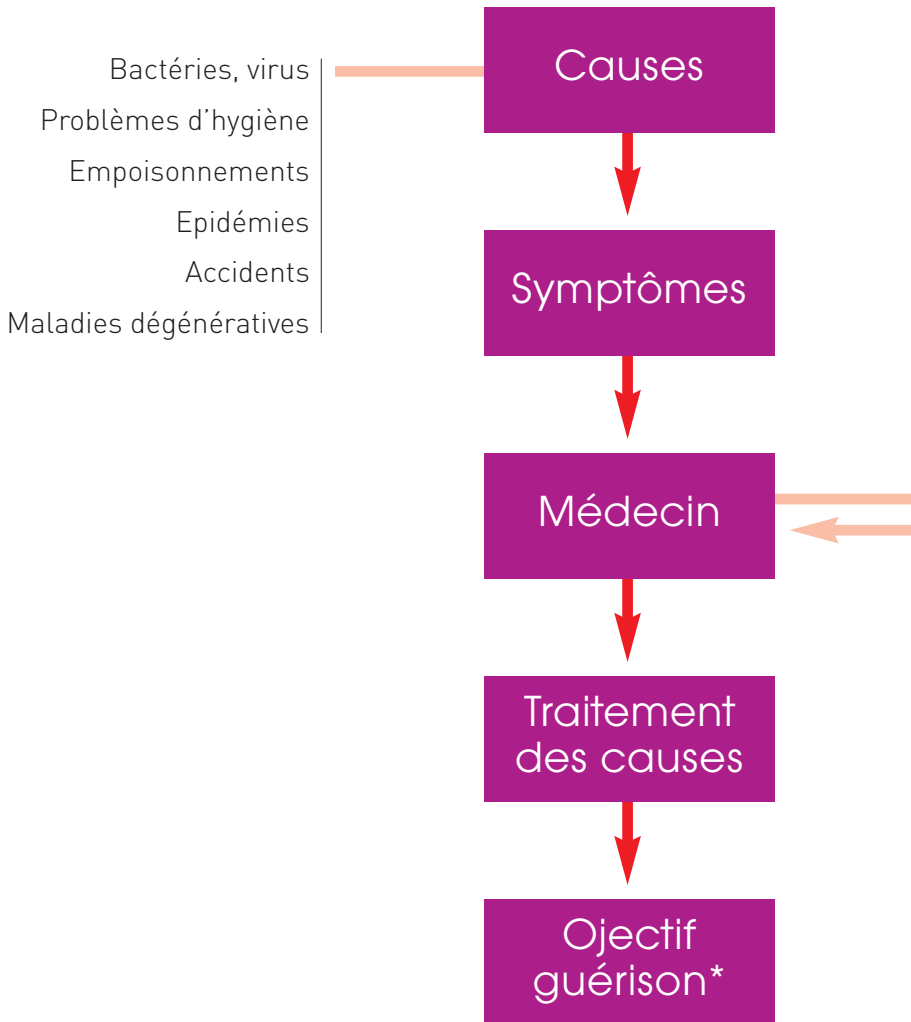 Bactéries, virus
Problèmes d’hygiène
Empoisonnements
Epidémies
Accidents
Maladies dégénératives
Causes
Symptômes
Médecin
Traitement
des causes
Ojectif
guérison*